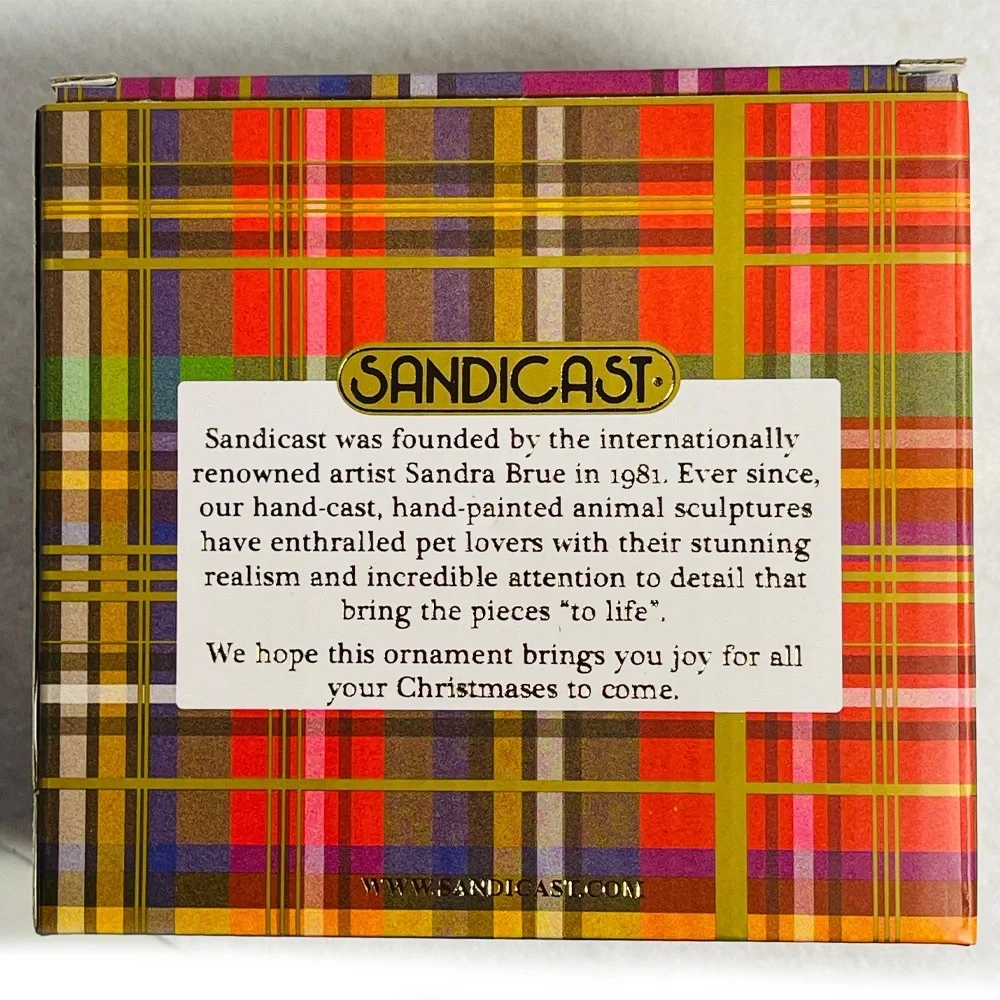 SANDICAST®
Sandicast was founded by the internationally
renowned artist Sandra Brue in 1981. Ever since,
our hand-cast, hand-painted animal sculptures
have enthralled pet lovers with their stunning
realism and incredible attention to detail that
bring the pieces “to life”.
We hope this ornament brings you joy for all
your Christmases to come.
WWW.SANDICAST.COM